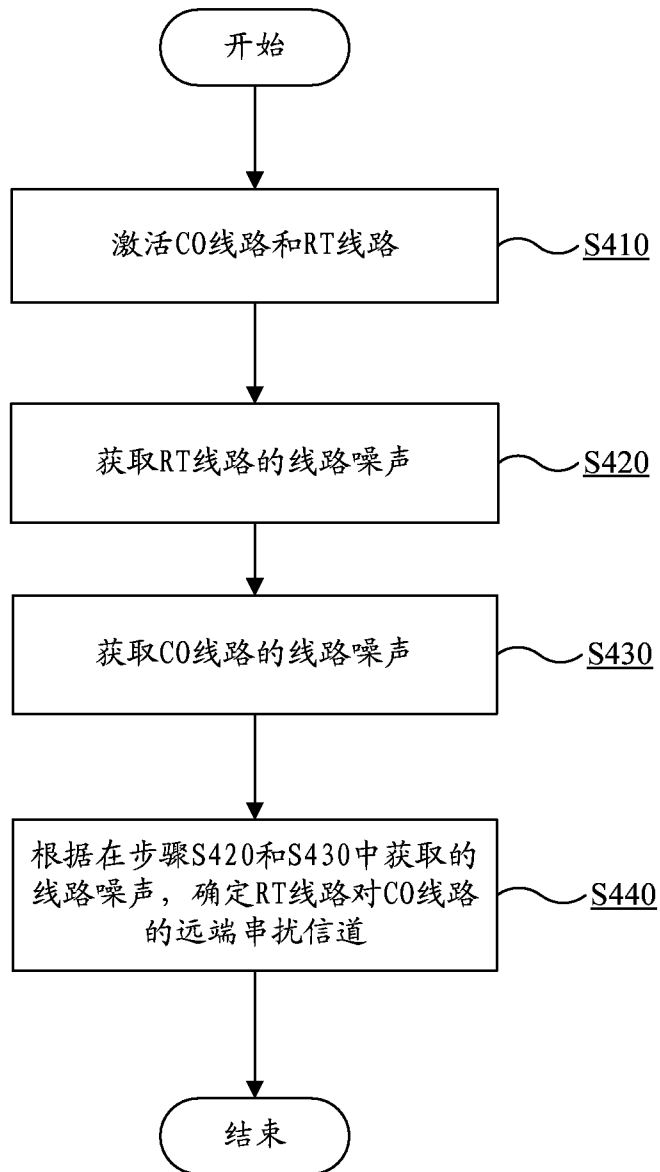 开始
激活CO线路和RT线路
S410
获取RT线路的线路噪声
S420
获取CO线路的线路噪声
S430
根据在步骤S420和S430中获取的
线路噪声，确定RT线路对CO线路
的远端串扰信道
S440
结束